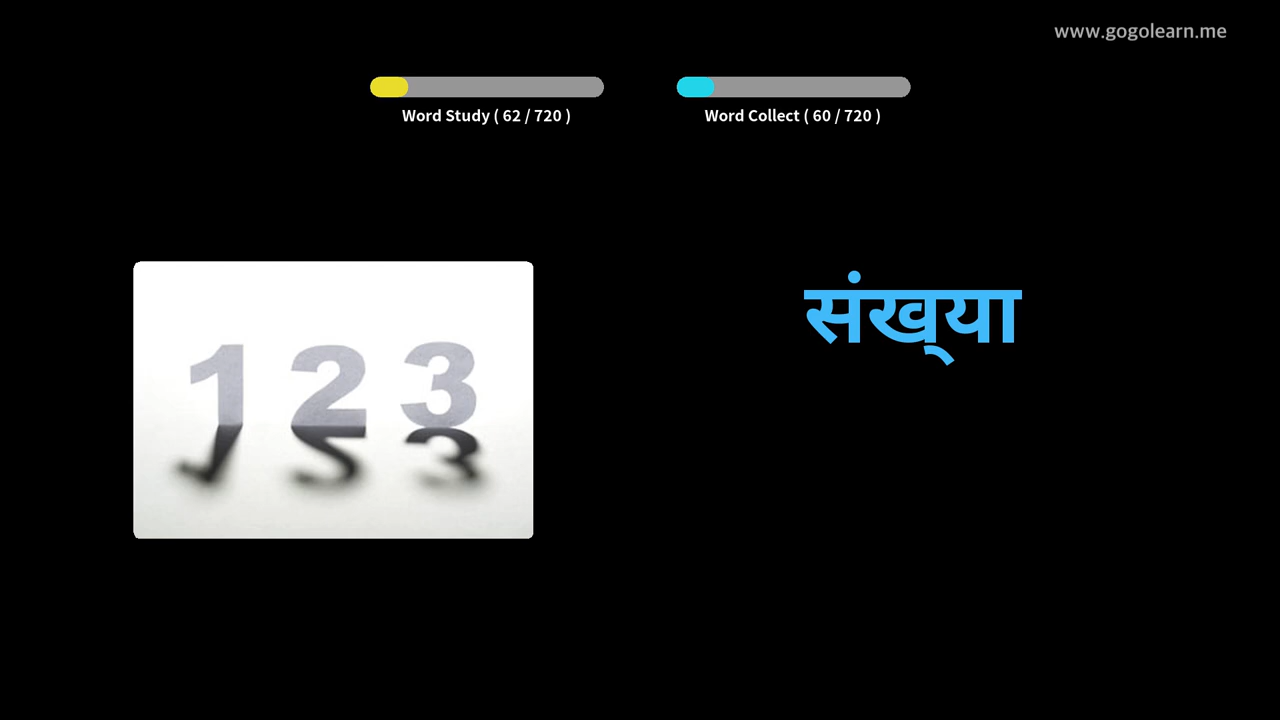 www.gogolearn.me
Word Study ( 62 / 720 )
Word Collect ( 60 / 720 )
1 2 3
संख्या